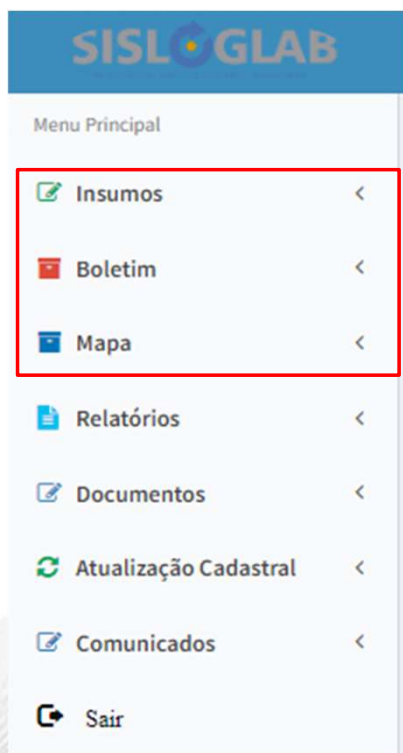 SISLOGLAB
Menu Principal
Insumos
Boletim
Mapa
Relatórios
Documentos
Atualização Cadastral
Comunicados
Sair